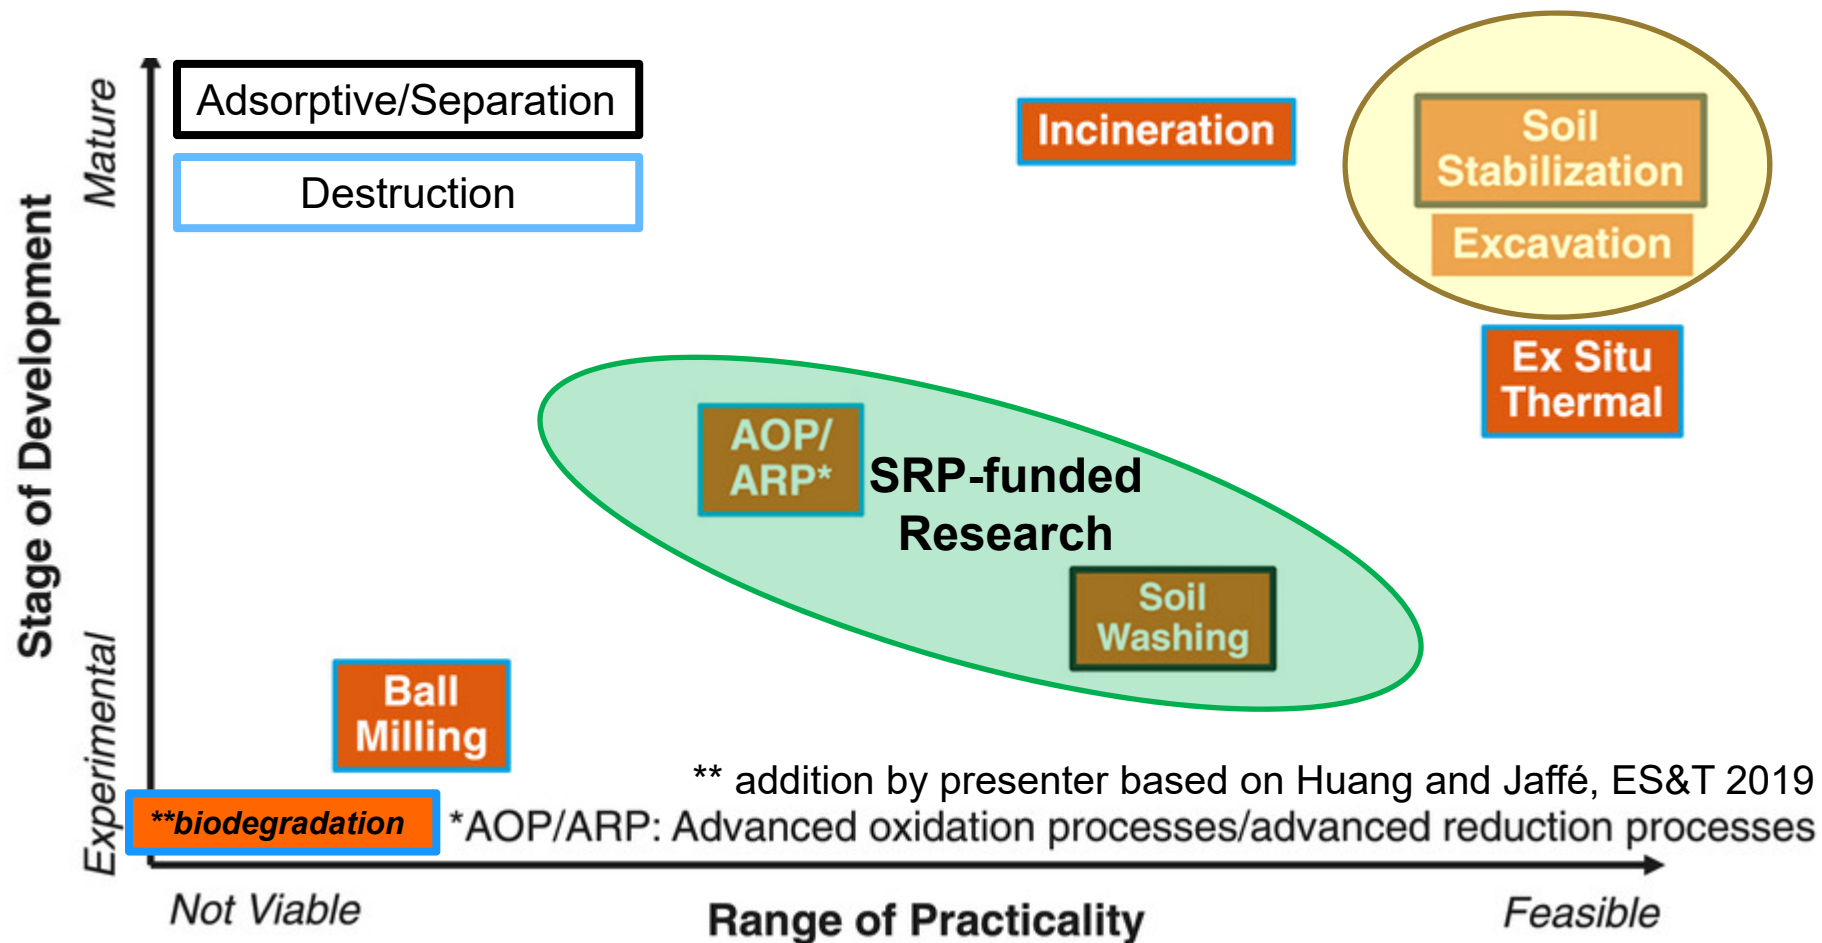 Stage of Development
Mature
Experimental
Adsorptive/Separation
Destruction
Incineration
Soil
Stabilization
Excavation
Ex Situ
Thermal
AOP/
ARP*
SRP-funded
Research
Soil
Washing
Ball
Milling
** addition by presenter based on Huang and Jaffé, ES&T 2019
**biodegradation
*AOP/ARP: Advanced oxidation processes/advanced reduction processes
Not Viable
Range of Practicality
Feasible